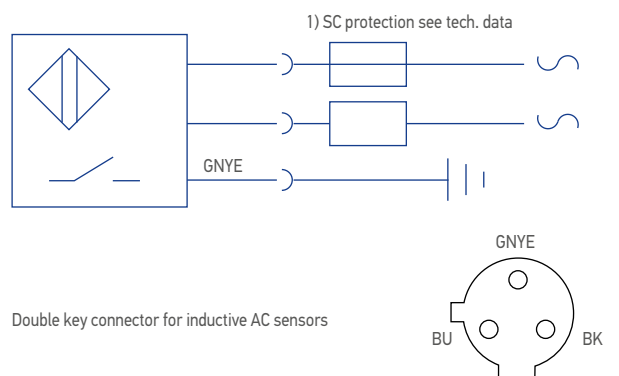 1) SC protection see tech. data
GNYE
GNYE
Double key connector for inductive AC sensors
BU
BK